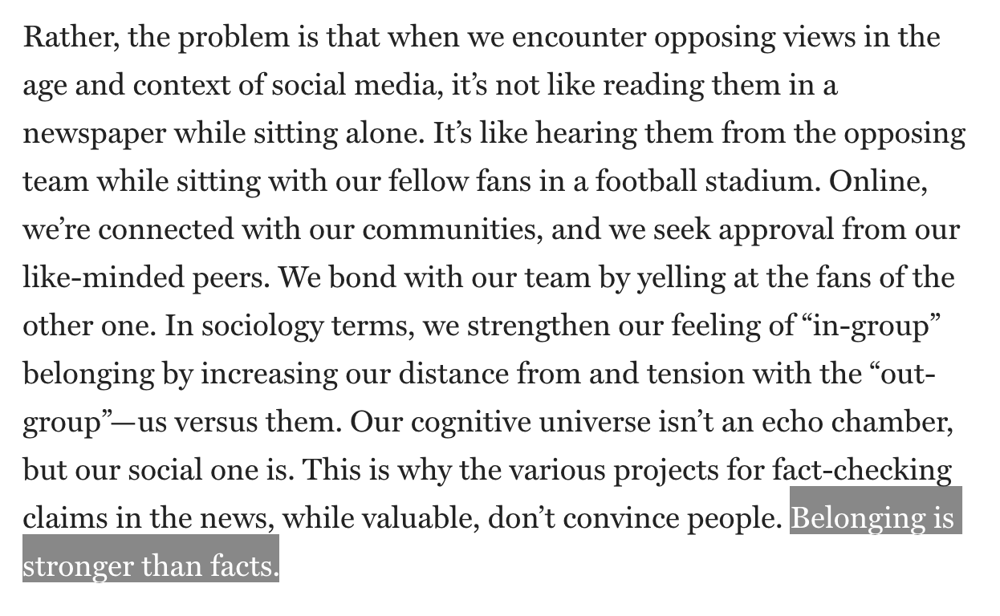 Rather, the problem is that when we encounter opposing views in the
age and context of social media, it’s not like reading them in a
newspaper while sitting alone. It’s like hearing them from the opposing
team while sitting with our fellow fans in a football stadium. Online,
we’re connected with our communities, and we seek approval from our
like-minded peers. We bond with our team by yelling at the fans of the
other one. In sociology terms, we strengthen our feeling of “in-group”
belonging by increasing our distance from and tension with the “out-
group”—us versus them. Our cognitive universe isn’t an echo chamber,
but our social one is. This is why the various projects for fact-checking
claims in the news, while valuable, don’t convince people. Belonging is
stronger than facts.